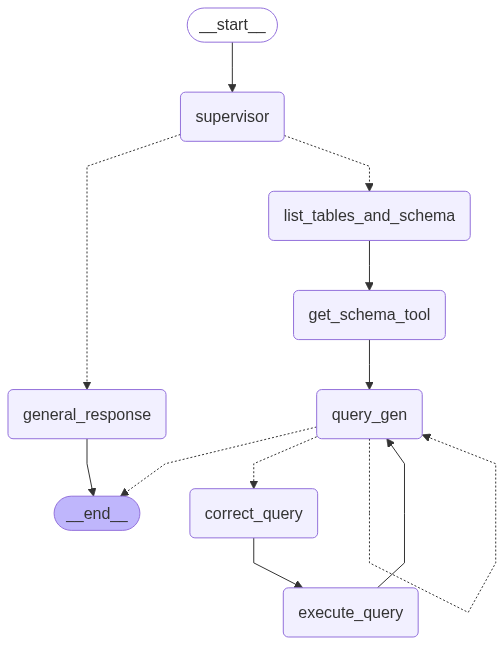 __start__
supervisor
list_tables_and_schema
get_schema_tool
general_response
query_gen
__end__
correct_query
execute_query